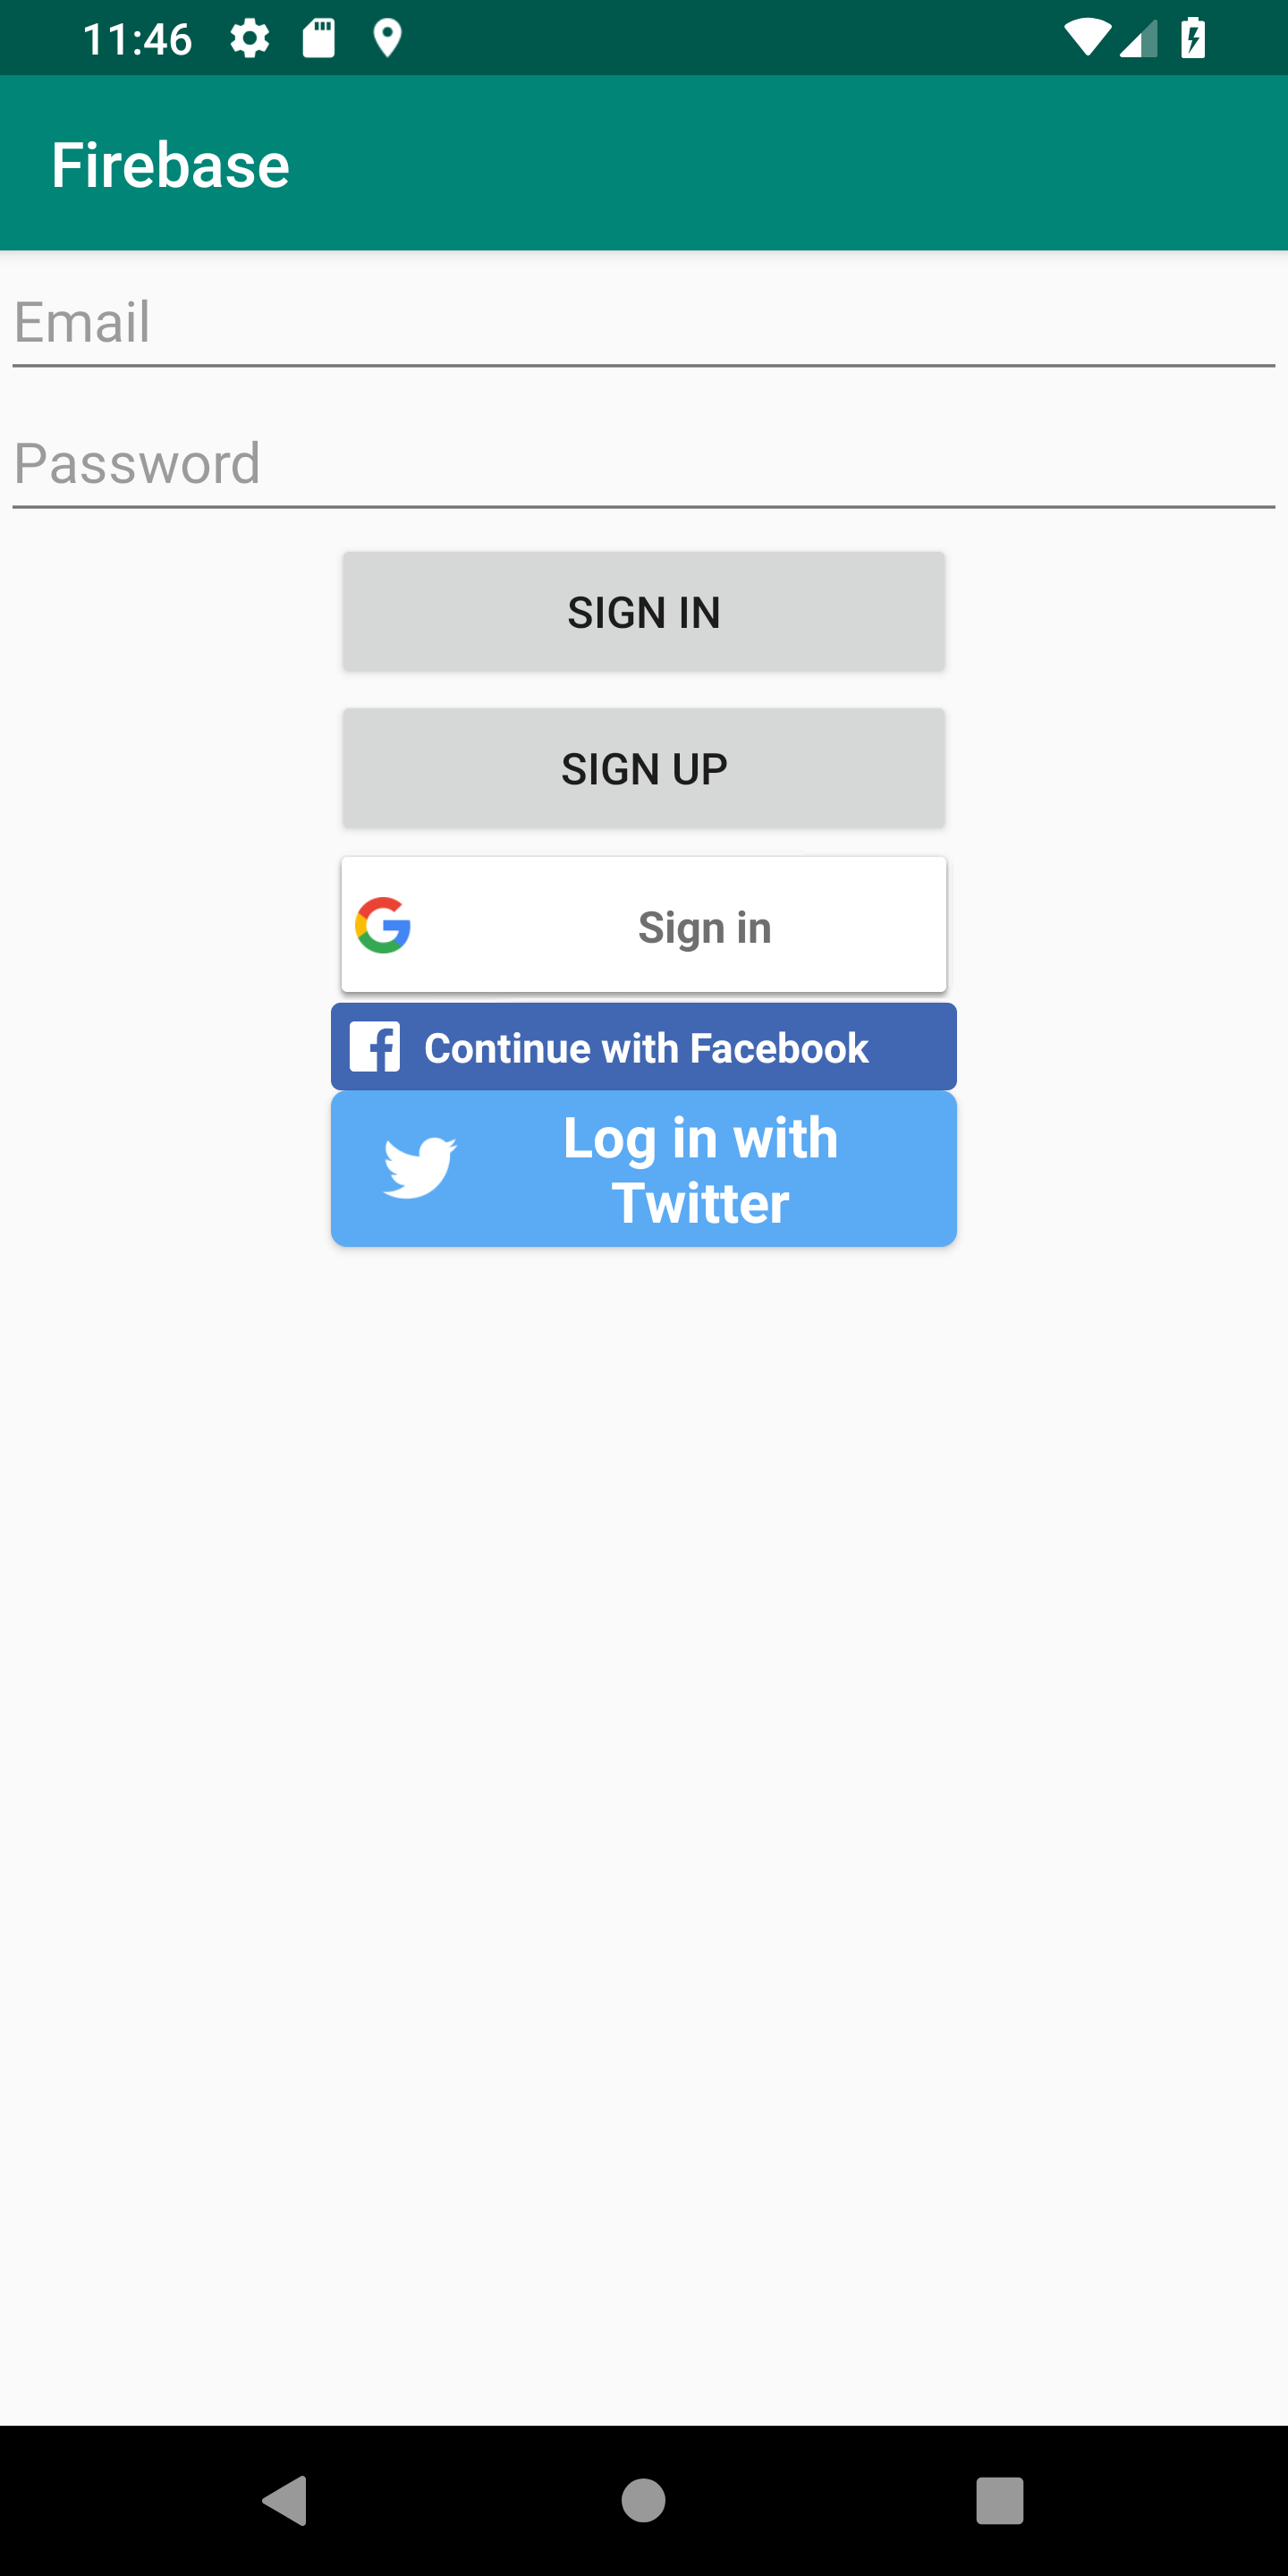 11:46
Firebase
Email
Password
SIGN IN
SIGN UP
Sign in
Continue with Facebook
Log in with
Twitter